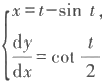 x = t − sin t ,
dy/dx = cot t/2